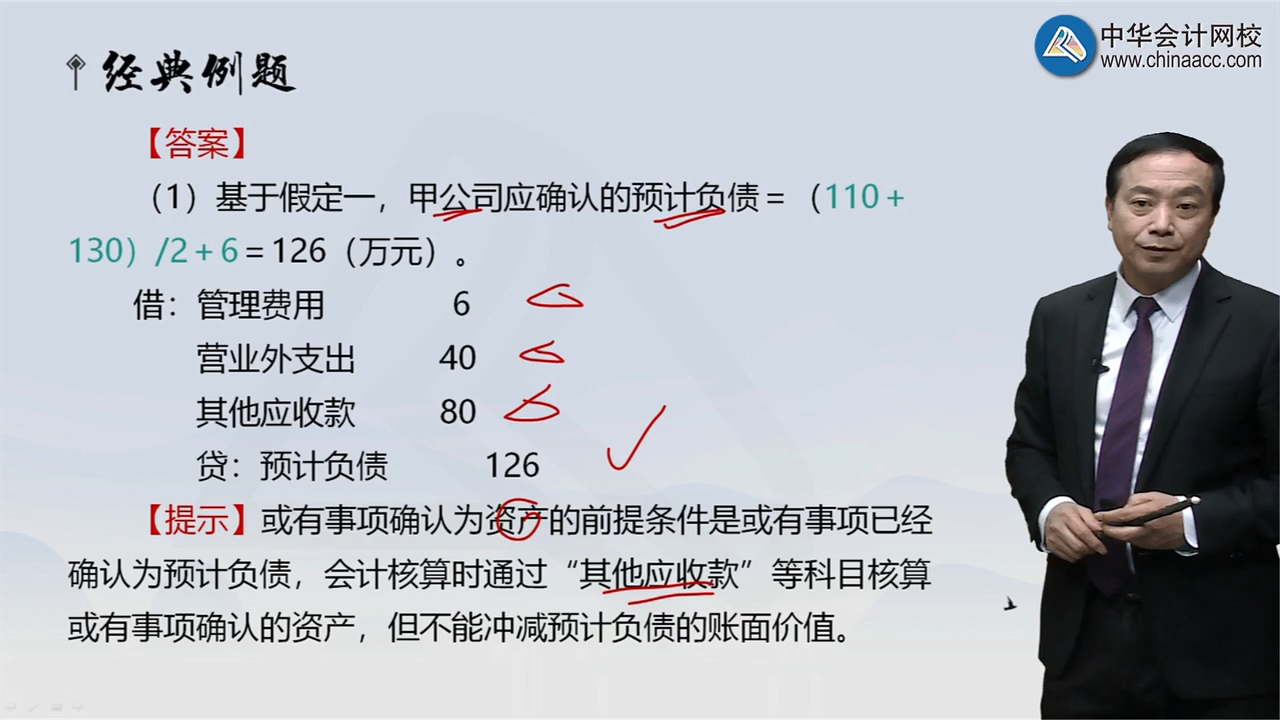 经典例题
中华会计网校
www.chinaacc.com
【答案】
（1）基于假定一，甲公司应确认的预计负债＝（110＋
130）/2＋6＝126（万元）。
借：管理费用 6
营业外支出 40
其他应收款 80
贷：预计负债 126
【提示】或有事项确认为资产的前提条件是或有事项已经
确认为预计负债，会计核算时通过“其他应收款”等科目核算
或有事项确认的资产，但不能冲减预计负债的账面价值。